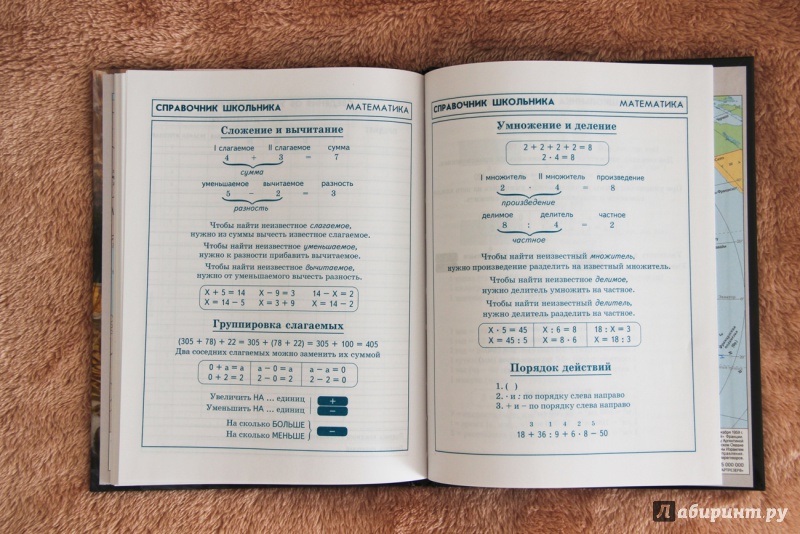 СПРАВОЧНИК ШКОЛЬНИКА МАТЕМАТИКА
Сложение и вычитание
I слагаемое II слагаемое сумма
4 + 3 = 7
сумма
уменьшаемое вычитаемое разность
5 − 2 = 3
разность
Чтобы найти неизвестное слагаемое,
нужно из суммы вычесть известное слагаемое.
Чтобы найти неизвестное уменьшаемое,
нужно к разности прибавить вычитаемое.
Чтобы найти неизвестное вычитаемое,
нужно от уменьшаемого вычесть разность.
X + 5 = 14 X − 9 = 3 14 − X = 2
X = 14 − 5 X = 3 + 9 X = 14 − 2
Группировка слагаемых
(305 + 78) + 22 = 305 + (78 + 22) = 305 + 100 = 405
Два соседних слагаемых можно заменить их суммой
0 + a = a a − 0 = a a − a = 0
0 + 2 = 2 2 − 0 = 2 2 − 2 = 0
Увеличить НА ... единиц +
Уменьшить НА ... единиц −
На сколько БОЛЬШЕ
На сколько МЕНЬШЕ −
СПРАВОЧНИК ШКОЛЬНИКА МАТЕМАТИКА
Умножение и деление
2 + 2 + 2 + 2 = 8
2 · 4 = 8
I множитель II множитель произведение
2 · 4 = 8
произведение
делимое делитель частное
8 : 4 = 2
частное
Чтобы найти неизвестный множитель,
нужно произведение разделить на известный множитель.
Чтобы найти неизвестное делимое,
нужно делитель умножить на частное.
Чтобы найти неизвестный делитель,
нужно делитель разделить на частное.
X · 5 = 45 X : 6 = 8 18 : X = 3
X = 45 : 5 X = 8 · 6 X = 18 : 3
Порядок действий
1. ( )
2. · и : по порядку слева направо
3. + и − по порядку слева направо
3 1 4 2 5
18 + 36 : 9 + 6 · 8 − 50
Лабиринт.ру